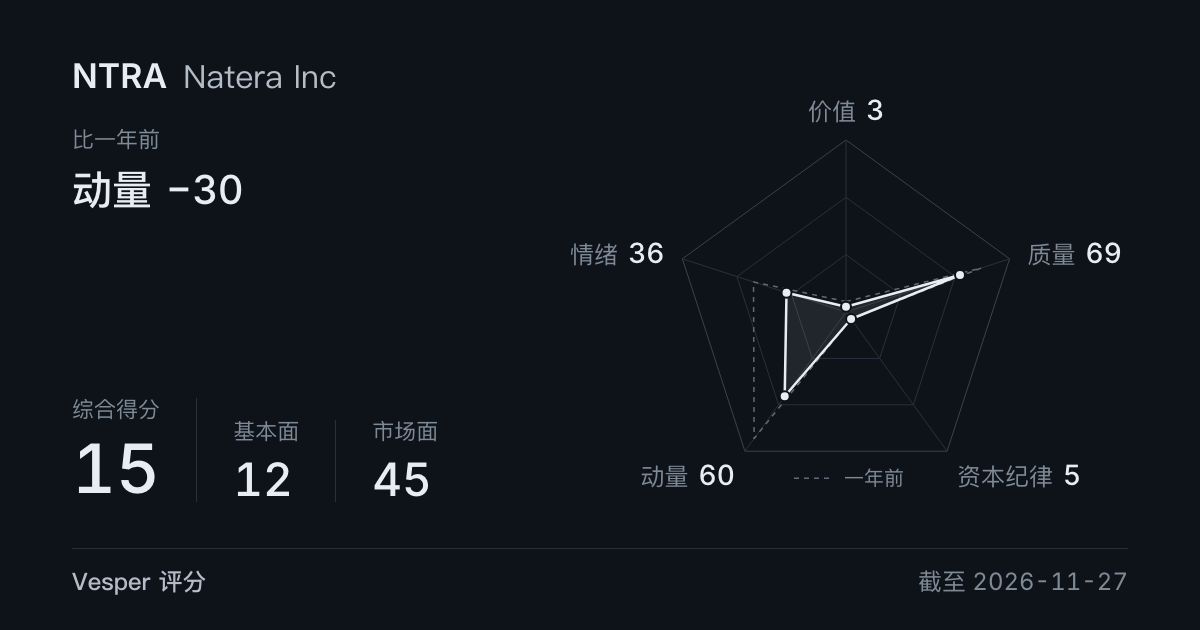 NTRA Natera Inc
比一年前
动量 −30
价值 3
情绪 36
质量 69
动量 60
一年前
资本纪律 5
综合得分
15
基本面
12
市场面
45
Vesper 评分
截至 2026-11-27